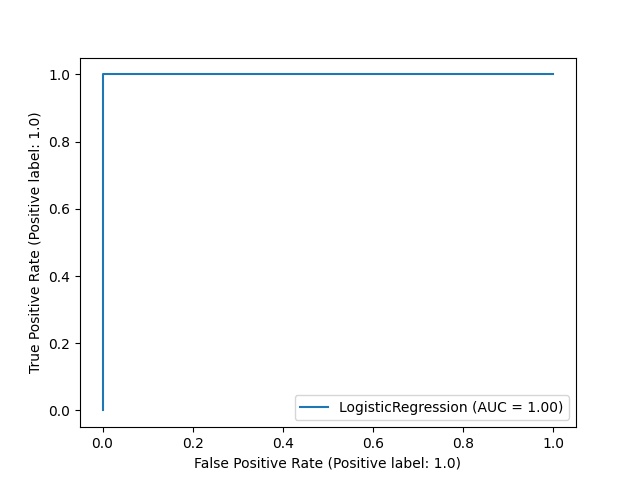 True Positive Rate (Positive label: 1.0)
1.0
0.8
0.6
0.4
0.2
0.0
LogisticRegression (AUC = 1.00)
0.0 0.2 0.4 0.6 0.8 1.0
False Positive Rate (Positive label: 1.0)